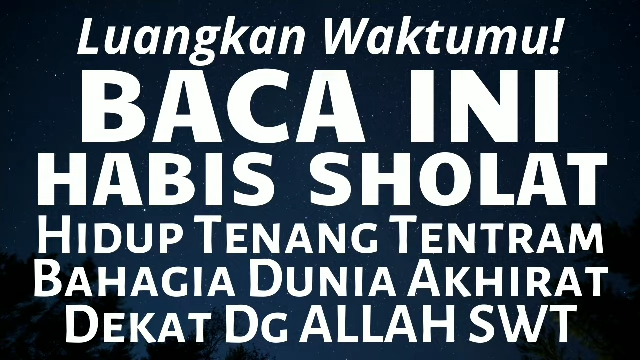 Luangkan Waktumu!
BACA INI
HABIS SHOLAT
HIDUP TENANG TENTRAM
BAHAGIA DUNIA AKHIRAT
DEKAT DG ALLAH SWT